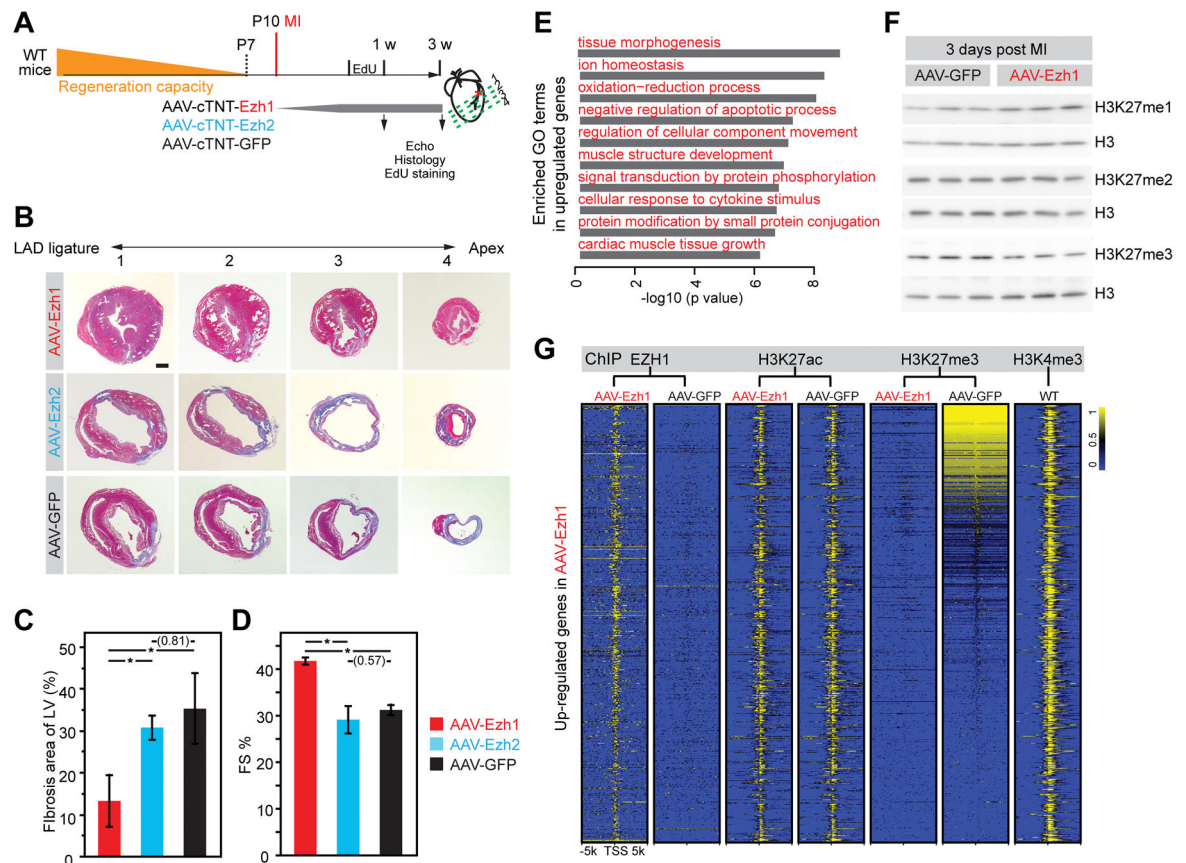 A
P10 MI
P7
1 w
3 w
WT
mice
EdU
Regeneration capacity
1234
AAV-cTNT-Ezh1
AAV-cTNT-Ezh2
AAV-cTNT-GFP
Echo
Histology
EdU staining
B
LAD ligature
Apex
1 2 3 4
AAV-Ezh1
AAV-Ezh2
AAV-GFP
C
(0.81)
*
*
Fibrosis area of LV (%)
50
40
30
20
10
0
D
*
*
(0.57)
FS %
40
30
20
10
0
AAV-Ezh1
AAV-Ezh2
AAV-GFP
E
Enriched GO terms
in upregulated genes
tissue morphogenesis
ion homeostasis
oxidation-reduction process
negative regulation of apoptotic process
regulation of cellular component movement
muscle structure development
signal transduction by protein phosphorylation
cellular response to cytokine stimulus
protein modification by small protein conjugation
cardiac muscle tissue growth
0 2 4 6 8
-log10 (p value)
F
3 days post MI
AAV-GFP AAV-Ezh1
H3K27me1
H3
H3K27me2
H3
H3K27me3
H3
G
ChIP EZH1 H3K27ac H3K27me3 H3K4me3
AAV-Ezh1 AAV-GFP AAV-Ezh1 AAV-GFP AAV-Ezh1 AAV-GFP WT
Up-regulated genes in AAV-Ezh1
0 0.5 1
-5k TSS 5k